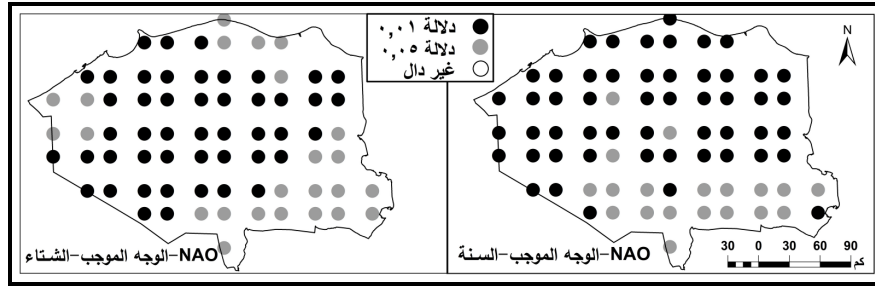 دلالة ٠,٠١
دلالة ٠,٠٥
غير دال
N
NAO-الوجه الموجب-السنة
30 0 30 60 90
كم
NAO-الوجه الموجب-الشتاء